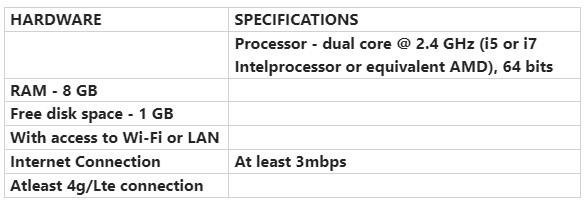 HARDWARE SPECIFICATIONS
Processor - dual core @ 2.4 GHz (i5 or i7
Intelprocessor or equivalent AMD), 64 bits
RAM - 8 GB
Free disk space - 1 GB
With access to Wi-Fi or LAN
Internet Connection At least 3mbps
Atleast 4g/Lte connection